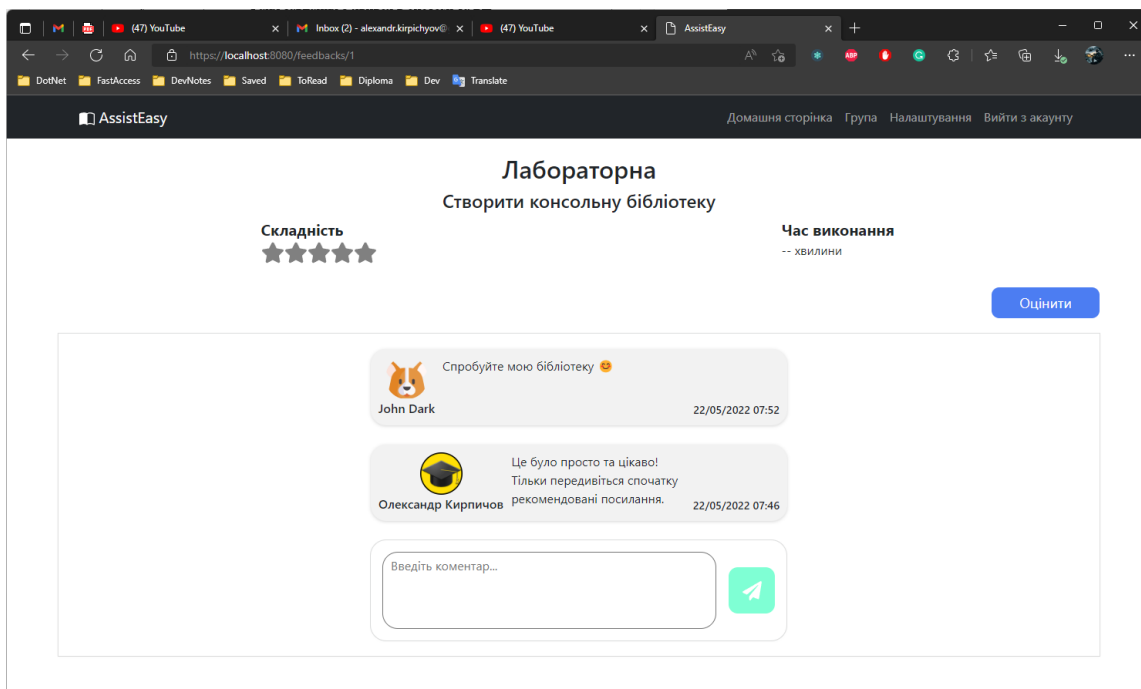 (47) YouTube
Inbox (2) - alexandr.kirpichyov@
(47) YouTube
AssistEasy
https://localhost:8080/feedbacks/1
ABP
DotNet
FastAccess
DevNotes
Saved
ToRead
Diploma
Dev
Translate
AssistEasy
Домашня сторінка
Група
Налаштування
Вийти з акаунту
Лабораторна
Створити консольну бібліотеку
Складність
Час виконання
-- хвилини
Оцінити
Спробуйте мою бібліотеку 😊
John Dark
22/05/2022 07:52
Це було просто та цікаво!
Тільки передивіться спочатку
рекомендовані посилання.
Олександр Кирпичов
22/05/2022 07:46
Введіть коментар...